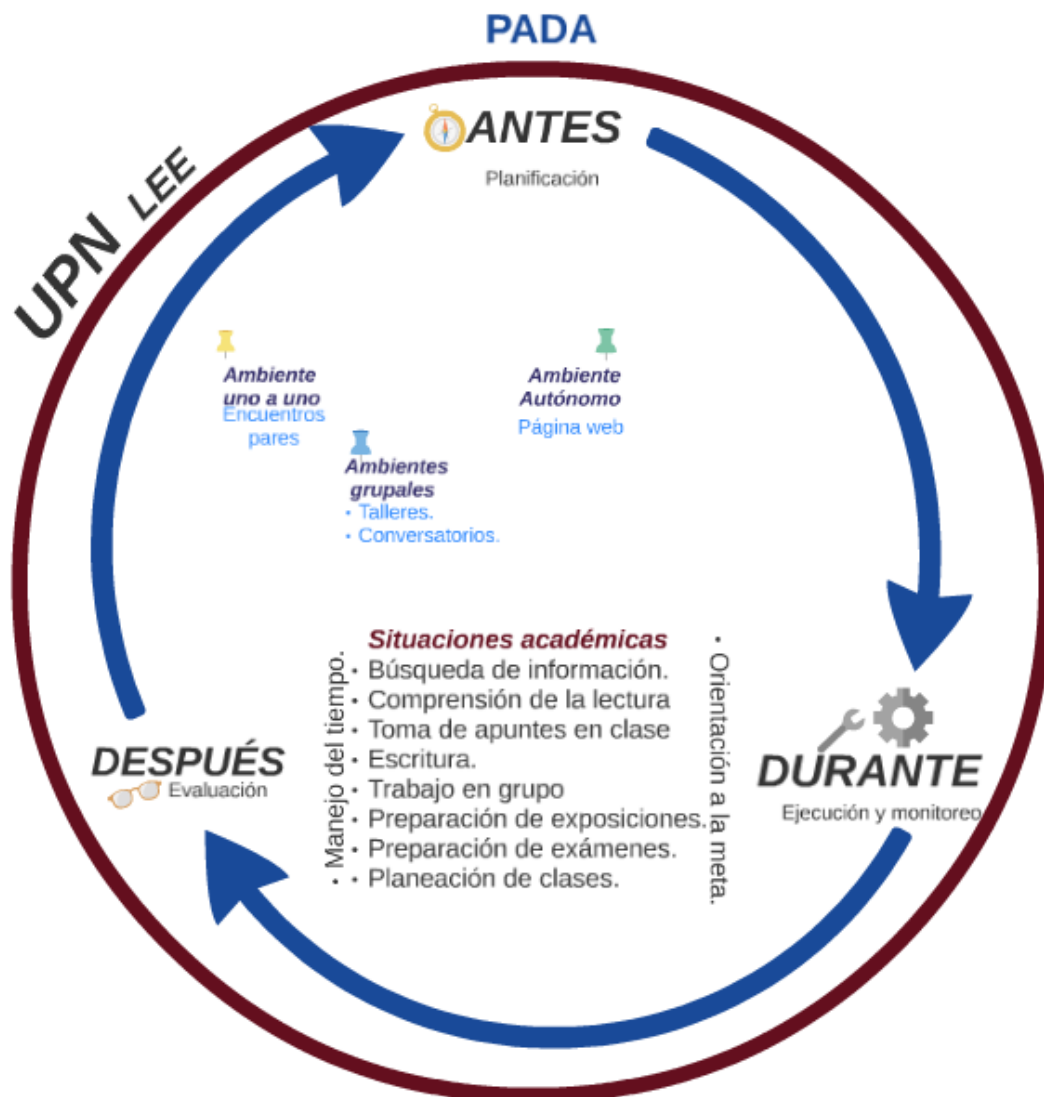 PADA
UPN LEE
ANTES
Planificación
Ambiente
uno a uno
Encuentros
pares
Ambiente
Autónomo
Página web
Ambientes
grupales
• Talleres.
• Conversatorios.
Situaciones académicas
• Búsqueda de información.
• Comprensión de la lectura
• Toma de apuntes en clase
• Escritura.
• Trabajo en grupo
• Preparación de exposiciones.
• Preparación de exámenes.
• Planeación de clases.
• Manejo del tiempo.
• Orientación a la meta.
DURANTE
Ejecución y monitoreo
DESPUÉS
Evaluación